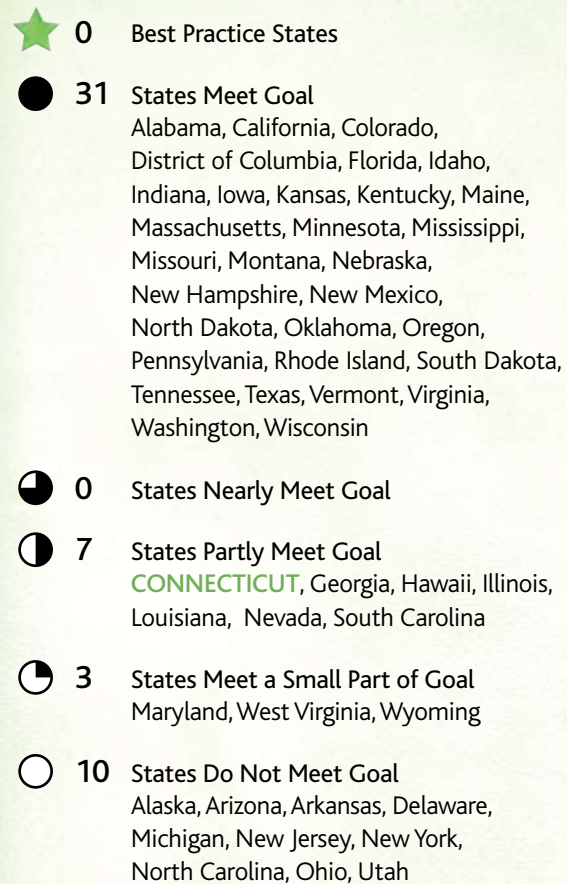 0 Best Practice States
31 States Meet Goal
Alabama, California, Colorado,
District of Columbia, Florida, Idaho,
Indiana, Iowa, Kansas, Kentucky, Maine,
Massachusetts, Minnesota, Mississippi,
Missouri, Montana, Nebraska,
New Hampshire, New Mexico,
North Dakota, Oklahoma, Oregon,
Pennsylvania, Rhode Island, South Dakota,
Tennessee, Texas, Vermont, Virginia,
Washington, Wisconsin
0 States Nearly Meet Goal
7 States Partly Meet Goal
CONNECTICUT, Georgia, Hawaii, Illinois,
Louisiana, Nevada, South Carolina
3 States Meet a Small Part of Goal
Maryland, West Virginia, Wyoming
10 States Do Not Meet Goal
Alaska, Arizona, Arkansas, Delaware,
Michigan, New Jersey, New York,
North Carolina, Ohio, Utah